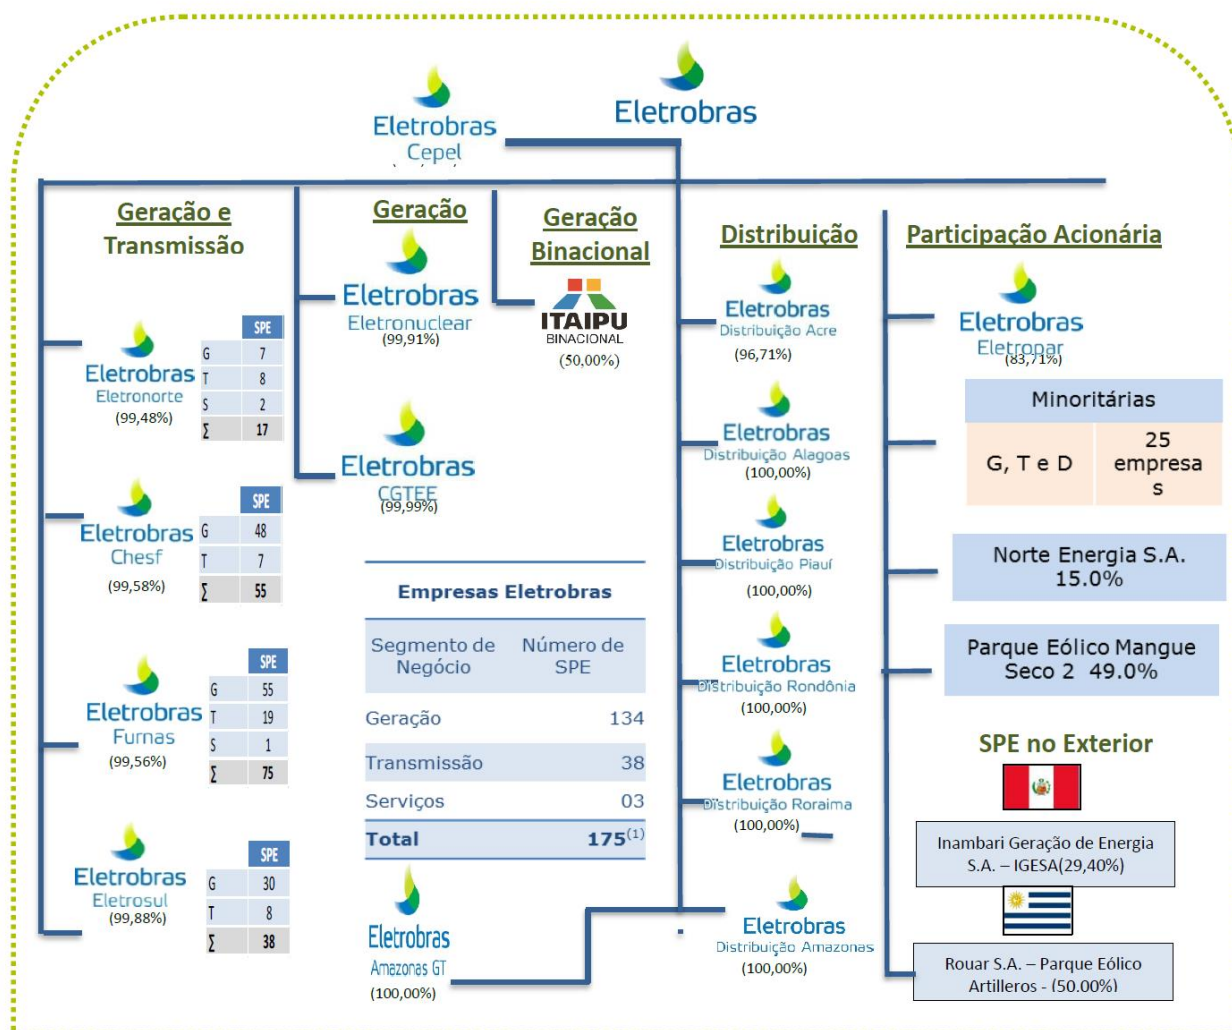 Eletrobras
Eletrobras
Cepel
Geração e
Transmissão
SPE
G 7
T 8
S 2
Σ 17
Eletrobras
Eletronorte
(99,48%)
SPE
G 48
T 7
Σ 55
Eletrobras
Chesf
(99,58%)
SPE
G 55
T 19
S 1
Σ 75
Eletrobras
Furnas
(99,56%)
SPE
G 30
T 8
Σ 38
Eletrobras
Eletrosul
(99,88%)
Geração
Eletrobras
Eletronuclear
(99,91%)
Eletrobras
CGTEE
(99,99%)
Geração
Binacional
ITAIPU
BINACIONAL
(50,00%)
Empresas Eletrobras
Segmento de Negócio Número de SPE
Geração 134
Transmissão 38
Serviços 03
Total 175(1)
Eletrobras
Amazonas GT
(100,00%)
Distribuição
Eletrobras
Distribuição Acre
(96,71%)
Eletrobras
Distribuição Alagoas
(100,00%)
Eletrobras
Distribuição Piauí
(100,00%)
Eletrobras
Distribuição Rondônia
(100,00%)
Eletrobras
Distribuição Roraima
(100,00%)
Eletrobras
Distribuição Amazonas
(100,00%)
Participação Acionária
Eletrobras
Eletropar
(83,71%)
Minoritárias
G, T e D 25
empresa
s
Norte Energia S.A.
15.0%
Parque Eólico Mangue
Seco 2 49.0%
SPE no Exterior
Inambari Geração de Energia
S.A. – IGESA(29,40%)
Rouar S.A. – Parque Eólico
Artilleros - (50.00%)